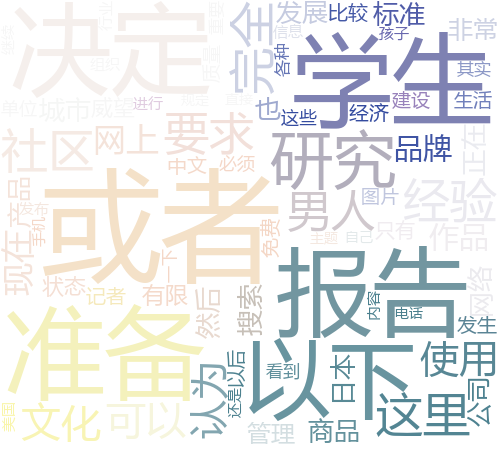 决定
完全
发展
比较
标准
孩子
非常
信息
各种
其实
学生
也
这些
经济
建设
生活
进行
单位
城市
威望
质量
社区
网上
要求
研究
品牌
正在
中文
必须
或者
男人
图片
经验
现在
产品
手机
发布
免费
一下
主题
自己
只有
作品
状态
记者
有限
然后
搜索
报告
内容
电话
网络
发生
准备
认为
还是
以后
以下
看到
日本
使用
这里
公司
美国
文化
可以
管理
商品